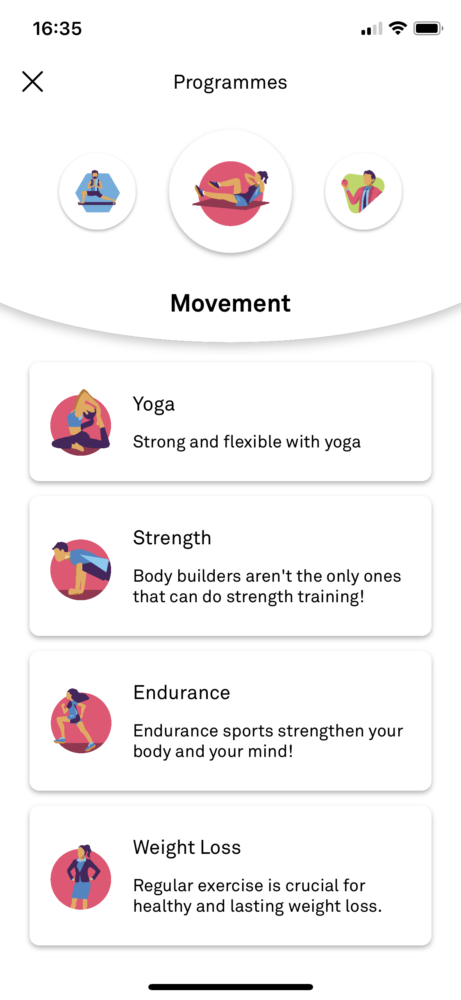 16:35
Programmes
Movement
Yoga
Strong and flexible with yoga
Strength
Body builders aren't the only ones
that can do strength training!
Endurance
Endurance sports strengthen your
body and your mind!
Weight Loss
Regular exercise is crucial for
healthy and lasting weight loss.